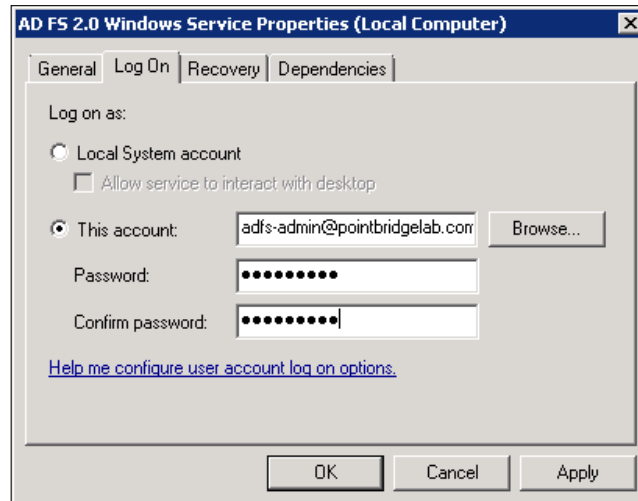 AD FS 2.0 Windows Service Properties (Local Computer)
General Log On Recovery Dependencies
Log on as:
Local System account
Allow service to interact with desktop
This account: adfs-admin@pointbridgelab.com Browse...
Password: ●●●●●●●●●
Confirm password: ●●●●●●●●●
Help me configure user account log on options.
OK Cancel Apply